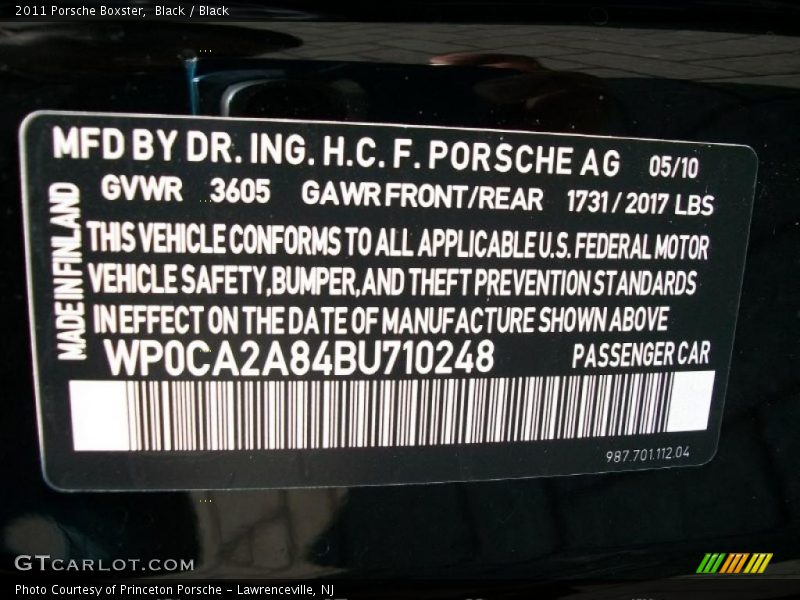 2011 Porsche Boxster, Black / Black
MFD BY DR. ING. H.C. F. PORSCHE AG 05/10
GVWR 3605 GAWR FRONT/REAR 1731 / 2017 LBS
MADE IN FINLAND
THIS VEHICLE CONFORMS TO ALL APPLICABLE U.S. FEDERAL MOTOR
VEHICLE SAFETY, BUMPER, AND THEFT PREVENTION STANDARDS
IN EFFECT ON THE DATE OF MANUFACTURE SHOWN ABOVE
WP0CA2A84BU710248 PASSENGER CAR
987.701.112.04
GTCARLOT.COM
Photo Courtesy of Princeton Porsche - Lawrenceville, NJ